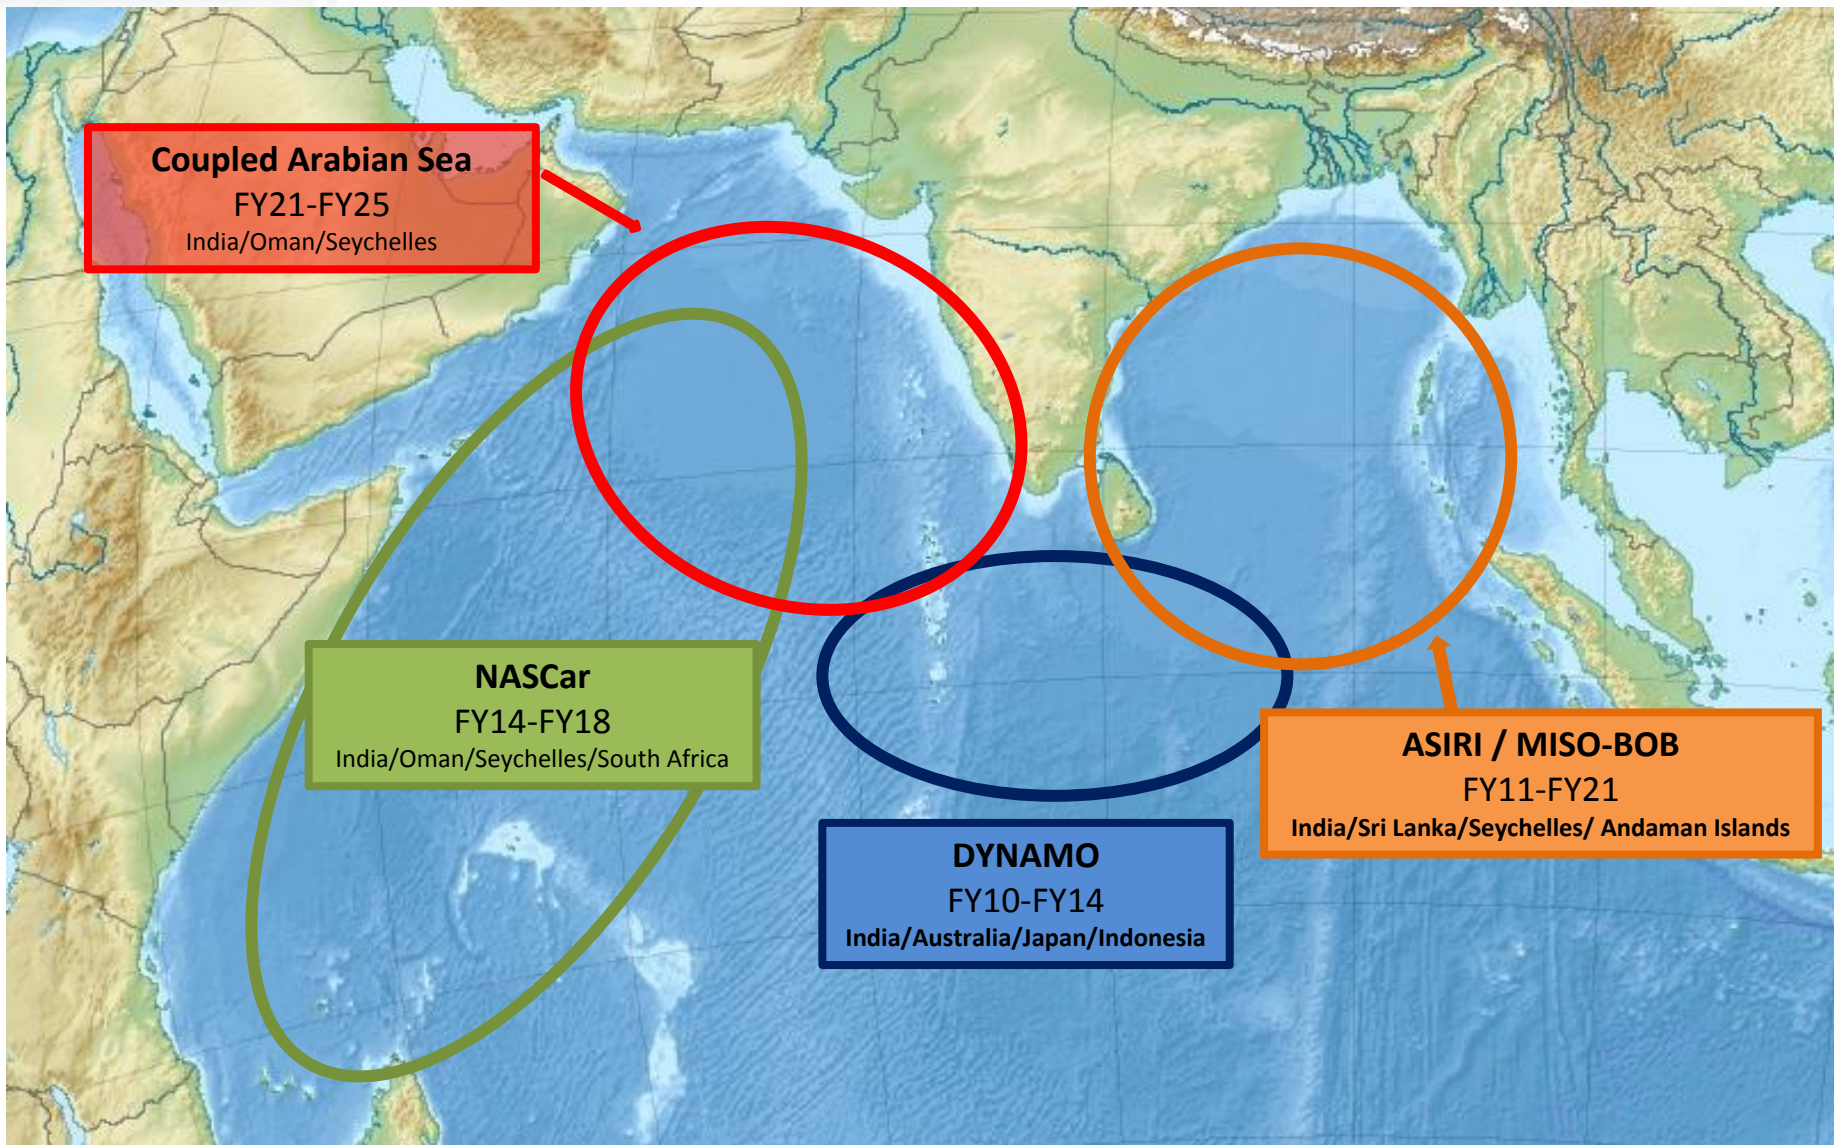 Coupled Arabian Sea
FY21-FY25
India/Oman/Seychelles
NASCar
FY14-FY18
India/Oman/Seychelles/South Africa
ASIRI / MISO-BOB
FY11-FY21
India/Sri Lanka/Seychelles/ Andaman Islands
DYNAMO
FY10-FY14
India/Australia/Japan/Indonesia